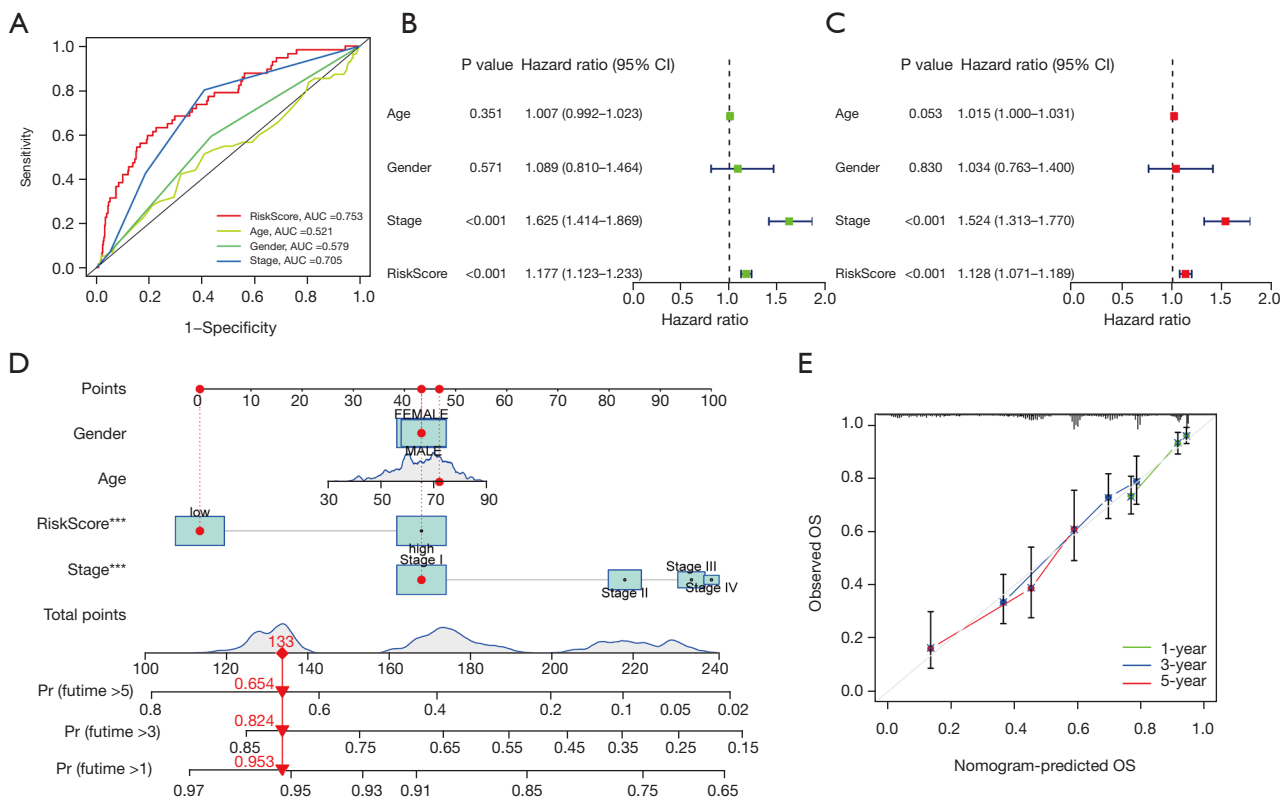 A
1.0
0.8
0.6
0.4
0.2
0.0
Sensitivity
RiskScore, AUC =0.753
Age, AUC =0.521
Gender, AUC =0.579
Stage, AUC =0.705
0.0 0.2 0.4 0.6 0.8 1.0
1−Specificity
B
P value Hazard ratio (95% CI)
Age 0.351 1.007 (0.992−1.023)
Gender 0.571 1.089 (0.810−1.464)
Stage <0.001 1.625 (1.414−1.869)
RiskScore <0.001 1.177 (1.123−1.233)
0.0 0.5 1.0 1.5 2.0
Hazard ratio
C
P value Hazard ratio (95% CI)
Age 0.053 1.015 (1.000−1.031)
Gender 0.830 1.034 (0.763−1.400)
Stage <0.001 1.524 (1.313−1.770)
RiskScore <0.001 1.128 (1.071−1.189)
0.0 0.5 1.0 1.5 2.0
Hazard ratio
D
Points
0 10 20 30 40 50 60 70 80 90 100
FEMALE
Gender
MALE
Age
30 50 70 90
low
RiskScore***
high
Stage I
Stage III
Stage***
Stage IV
Stage II
Total points
133
100 120 140 160 180 200 220 240
0.654
Pr (futime >5)
0.8 0.6 0.4 0.2 0.1 0.05 0.02
0.824
Pr (futime >3)
0.85 0.75 0.65 0.55 0.45 0.35 0.25 0.15
0.953
Pr (futime >1)
0.97 0.95 0.93 0.91 0.85 0.75 0.65
E
1.0
0.8
0.6
0.4
0.2
0.0
Observed OS
1-year
3-year
5-year
0.0 0.2 0.4 0.6 0.8 1.0
Nomogram-predicted OS